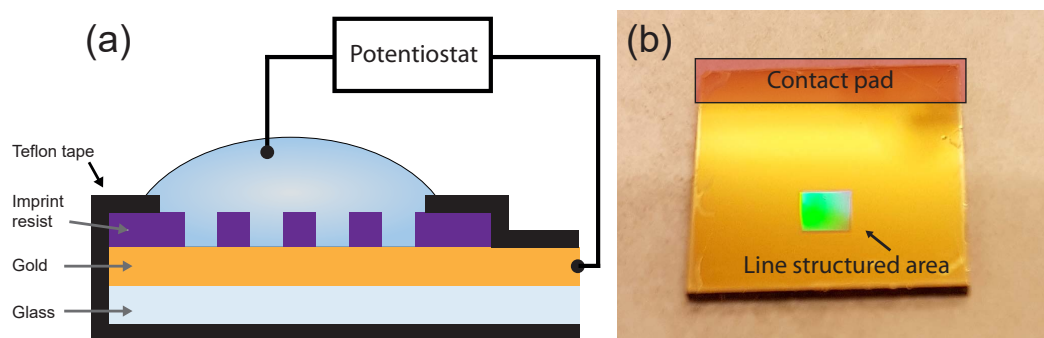 (a)
Potentiostat
Teflon tape
Imprint
resist
Gold
Glass
(b)
Contact pad
Line structured area